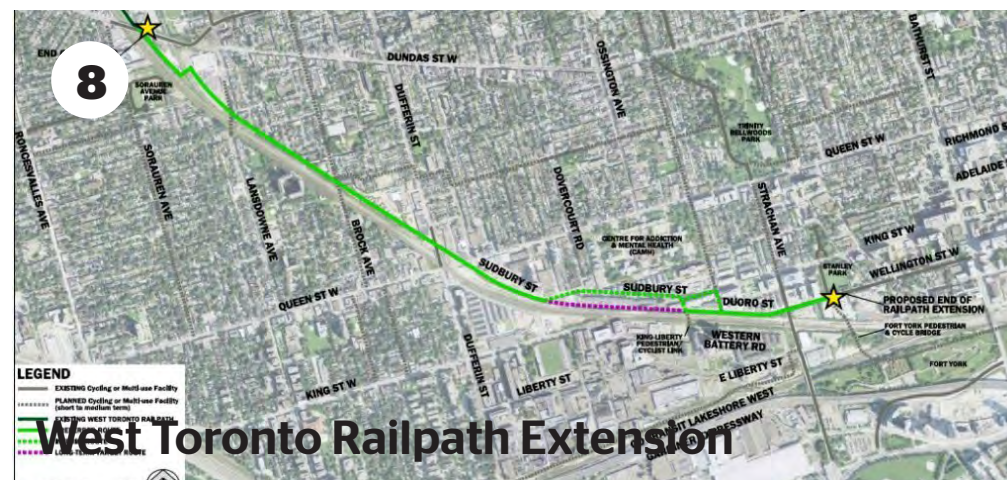 8
END
SORAUREN
AVENUE
PARK
DUNDAS ST W
OSSINGTON AVE
BATHURST ST
DUFFERIN ST
TRINITY
BELLWOODS
PARK
QUEEN ST W
RICHMOND S
ADELAIDE
RONCESVALLES AVE
SORAUREN AVE
LANSDOWNE AVE
BROCK AVE
DOVERCOURT RD
STRACHAN AVE
CENTRE FOR ADDICTION
& MENTAL HEALTH
(CAMH)
KING ST W
WELLINGTON ST W
STANLEY
PARK
SUDBURY ST
SUDBURY ST
DUORO ST
PROPOSED END OF
RAILPATH EXTENSION
FORT YORK PEDESTRIAN
& CYCLE BRIDGE
QUEEN ST W
KING-LIBERTY
PEDESTRIAN/
CYCLIST LINK
WESTERN
BATTERY RD
FORT YORK
DUFFERIN ST
LIBERTY ST
E LIBERTY ST
KING ST W
LAKESHORE WEST
LEGEND
EXISTING Cycling or Multi-use Facility
PLANNED Cycling or Multi-use Facility
(short to medium term)
EXISTING WEST TORONTO RAILPATH
West Toronto Railpath Extension